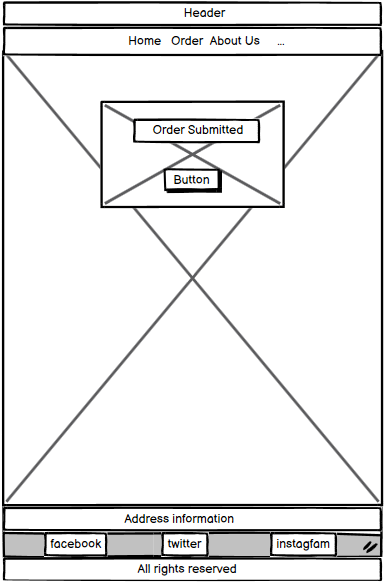 Header
Home Order About Us ...
Order Submitted
Button
Address information
facebook twitter instagfam
All rights reserved